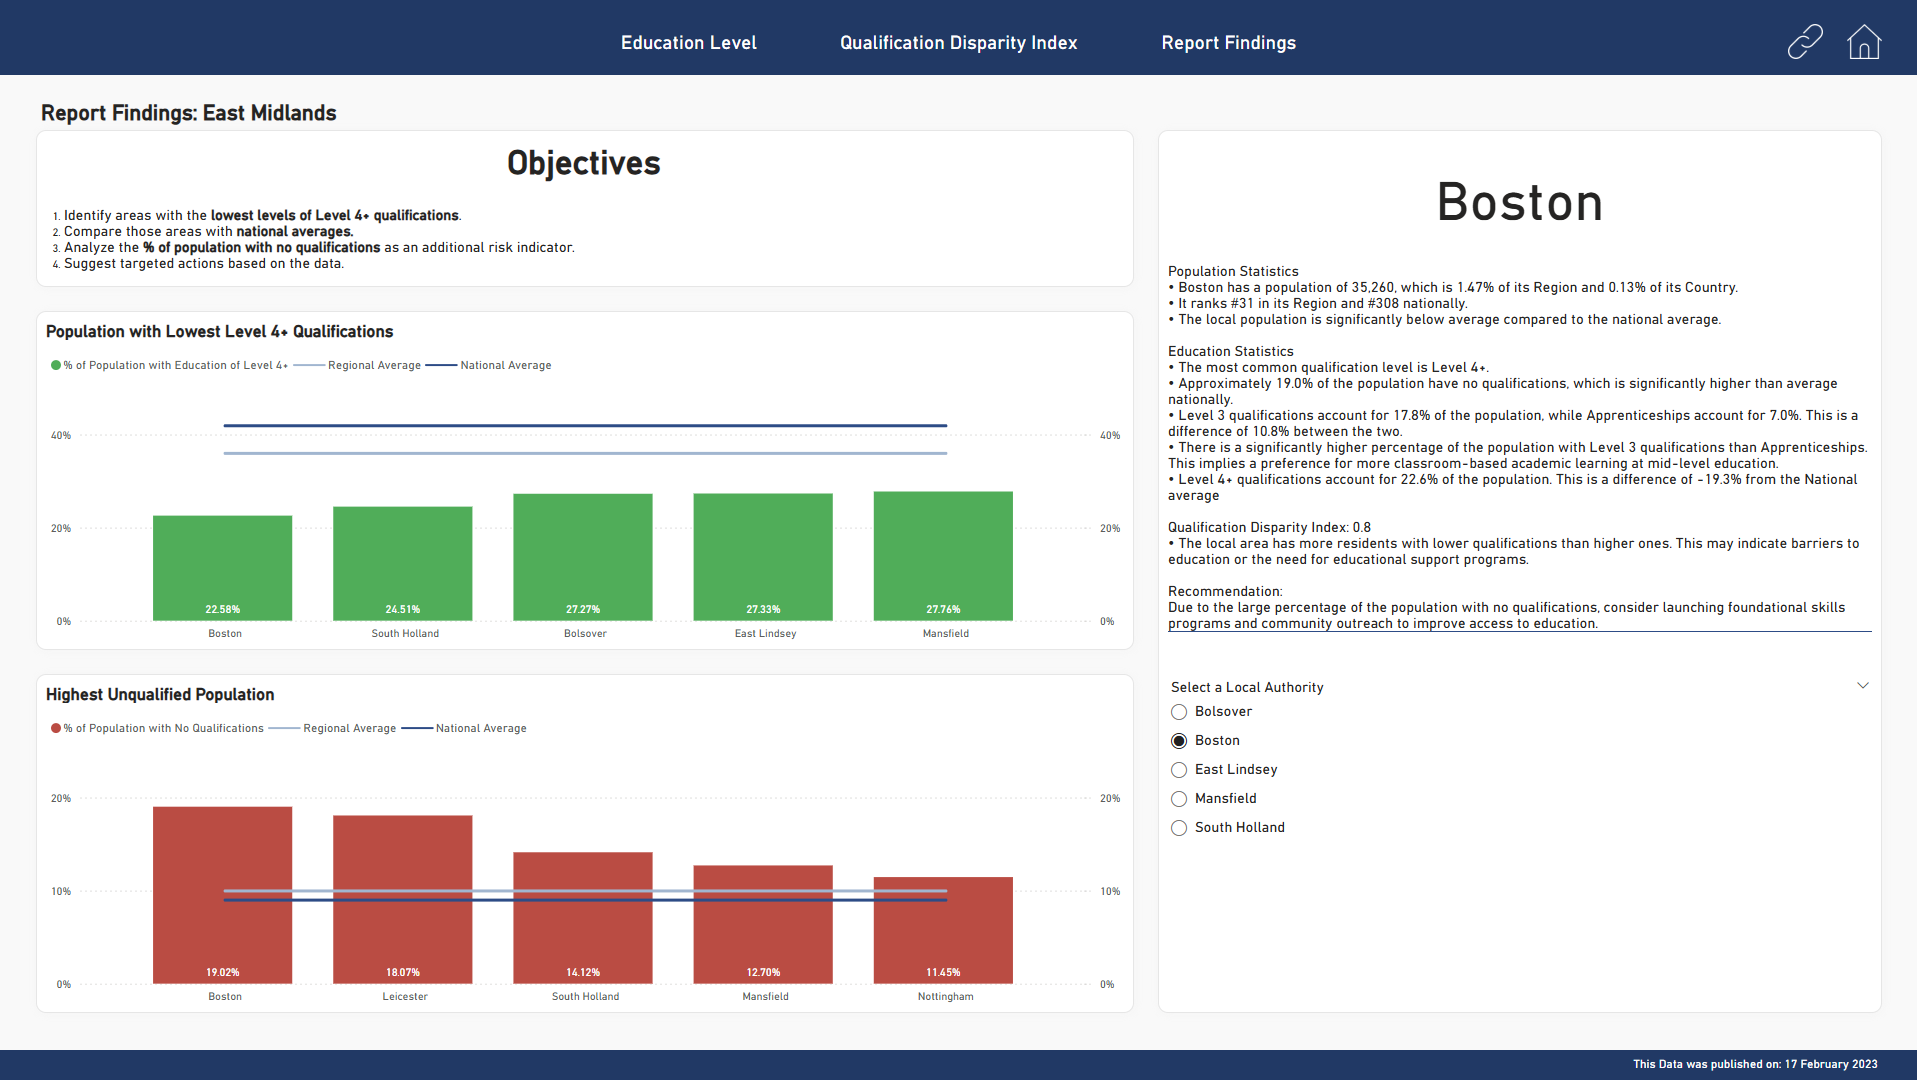 Education Level
Qualification Disparity Index
Report Findings
Report Findings: East Midlands
Objectives
1. Identify areas with the lowest levels of Level 4+ qualifications.
2. Compare those areas with national averages.
3. Analyze the % of population with no qualifications as an additional risk indicator.
4. Suggest targeted actions based on the data.
Population with Lowest Level 4+ Qualifications
% of Population with Education of Level 4+
Regional Average
National Average
40%
20%
0%
40%
20%
0%
22.58%
24.51%
27.27%
27.33%
27.76%
Boston
South Holland
Bolsover
East Lindsey
Mansfield
Highest Unqualified Population
% of Population with No Qualifications
Regional Average
National Average
20%
10%
0%
20%
10%
0%
19.02%
18.07%
14.12%
12.70%
11.45%
Boston
Leicester
South Holland
Mansfield
Nottingham
Boston
Population Statistics
• Boston has a population of 35,260, which is 1.47% of its Region and 0.13% of its Country.
• It ranks #31 in its Region and #308 nationally.
• The local population is significantly below average compared to the national average.
Education Statistics
• The most common qualification level is Level 4+.
• Approximately 19.0% of the population have no qualifications, which is significantly higher than average
nationally.
• Level 3 qualifications account for 17.8% of the population, while Apprenticeships account for 7.0%. This is a
difference of 10.8% between the two.
• There is a significantly higher percentage of the population with Level 3 qualifications than Apprenticeships.
This implies a preference for more classroom-based academic learning at mid-level education.
• Level 4+ qualifications account for 22.6% of the population. This is a difference of -19.3% from the National
average
Qualification Disparity Index: 0.8
• The local area has more residents with lower qualifications than higher ones. This may indicate barriers to
education or the need for educational support programs.
Recommendation:
Due to the large percentage of the population with no qualifications, consider launching foundational skills
programs and community outreach to improve access to education.
Select a Local Authority
Bolsover
Boston
East Lindsey
Mansfield
South Holland
This Data was published on: 17 February 2023